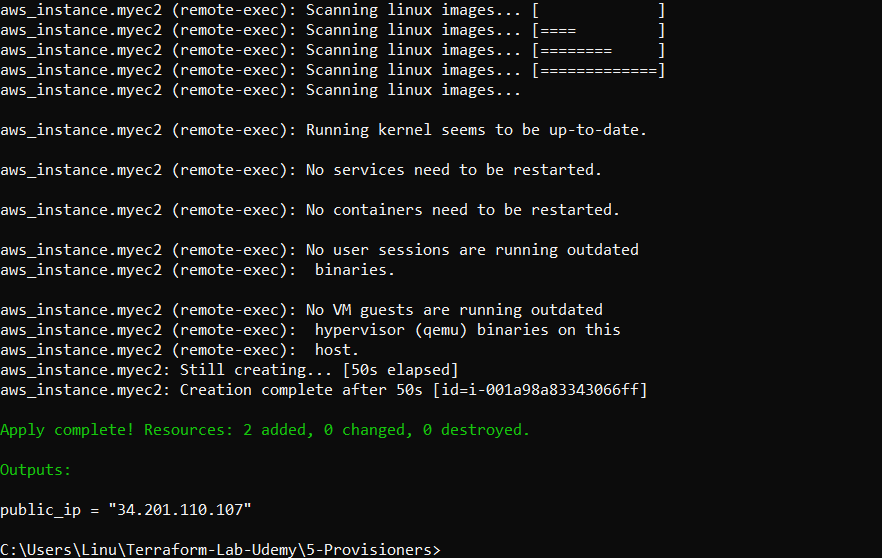 aws_instance.myec2 (remote-exec): Scanning linux images... [             ]
aws_instance.myec2 (remote-exec): Scanning linux images... [====         ]
aws_instance.myec2 (remote-exec): Scanning linux images... [========     ]
aws_instance.myec2 (remote-exec): Scanning linux images... [=============]
aws_instance.myec2 (remote-exec): Scanning linux images...
aws_instance.myec2 (remote-exec): Running kernel seems to be up-to-date.
aws_instance.myec2 (remote-exec): No services need to be restarted.
aws_instance.myec2 (remote-exec): No containers need to be restarted.
aws_instance.myec2 (remote-exec): No user sessions are running outdated
aws_instance.myec2 (remote-exec):  binaries.
aws_instance.myec2 (remote-exec): No VM guests are running outdated
aws_instance.myec2 (remote-exec):  hypervisor (qemu) binaries on this
aws_instance.myec2 (remote-exec):  host.
aws_instance.myec2: Still creating... [50s elapsed]
aws_instance.myec2: Creation complete after 50s [id=i-001a98a83343066ff]
Apply complete! Resources: 2 added, 0 changed, 0 destroyed.
Outputs:
public_ip = "34.201.110.107"
C:\Users\Linu\Terraform-Lab-Udemy\5-Provisioners>